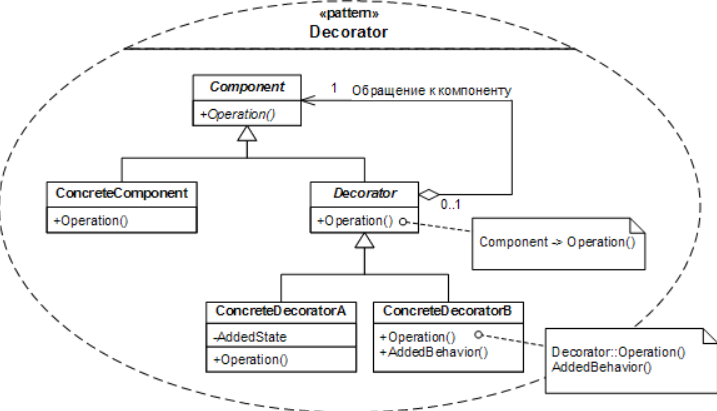 «pattern»
Decorator
Component
1 Обращение к компоненту
+Operation()
ConcreteComponent
+Operation()
Decorator
+Operation()
0..1
Component -> Operation()
ConcreteDecoratorA
-AddedState
+Operation()
ConcreteDecoratorB
+Operation()
+AddedBehavior()
Decorator::Operation()
AddedBehavior()